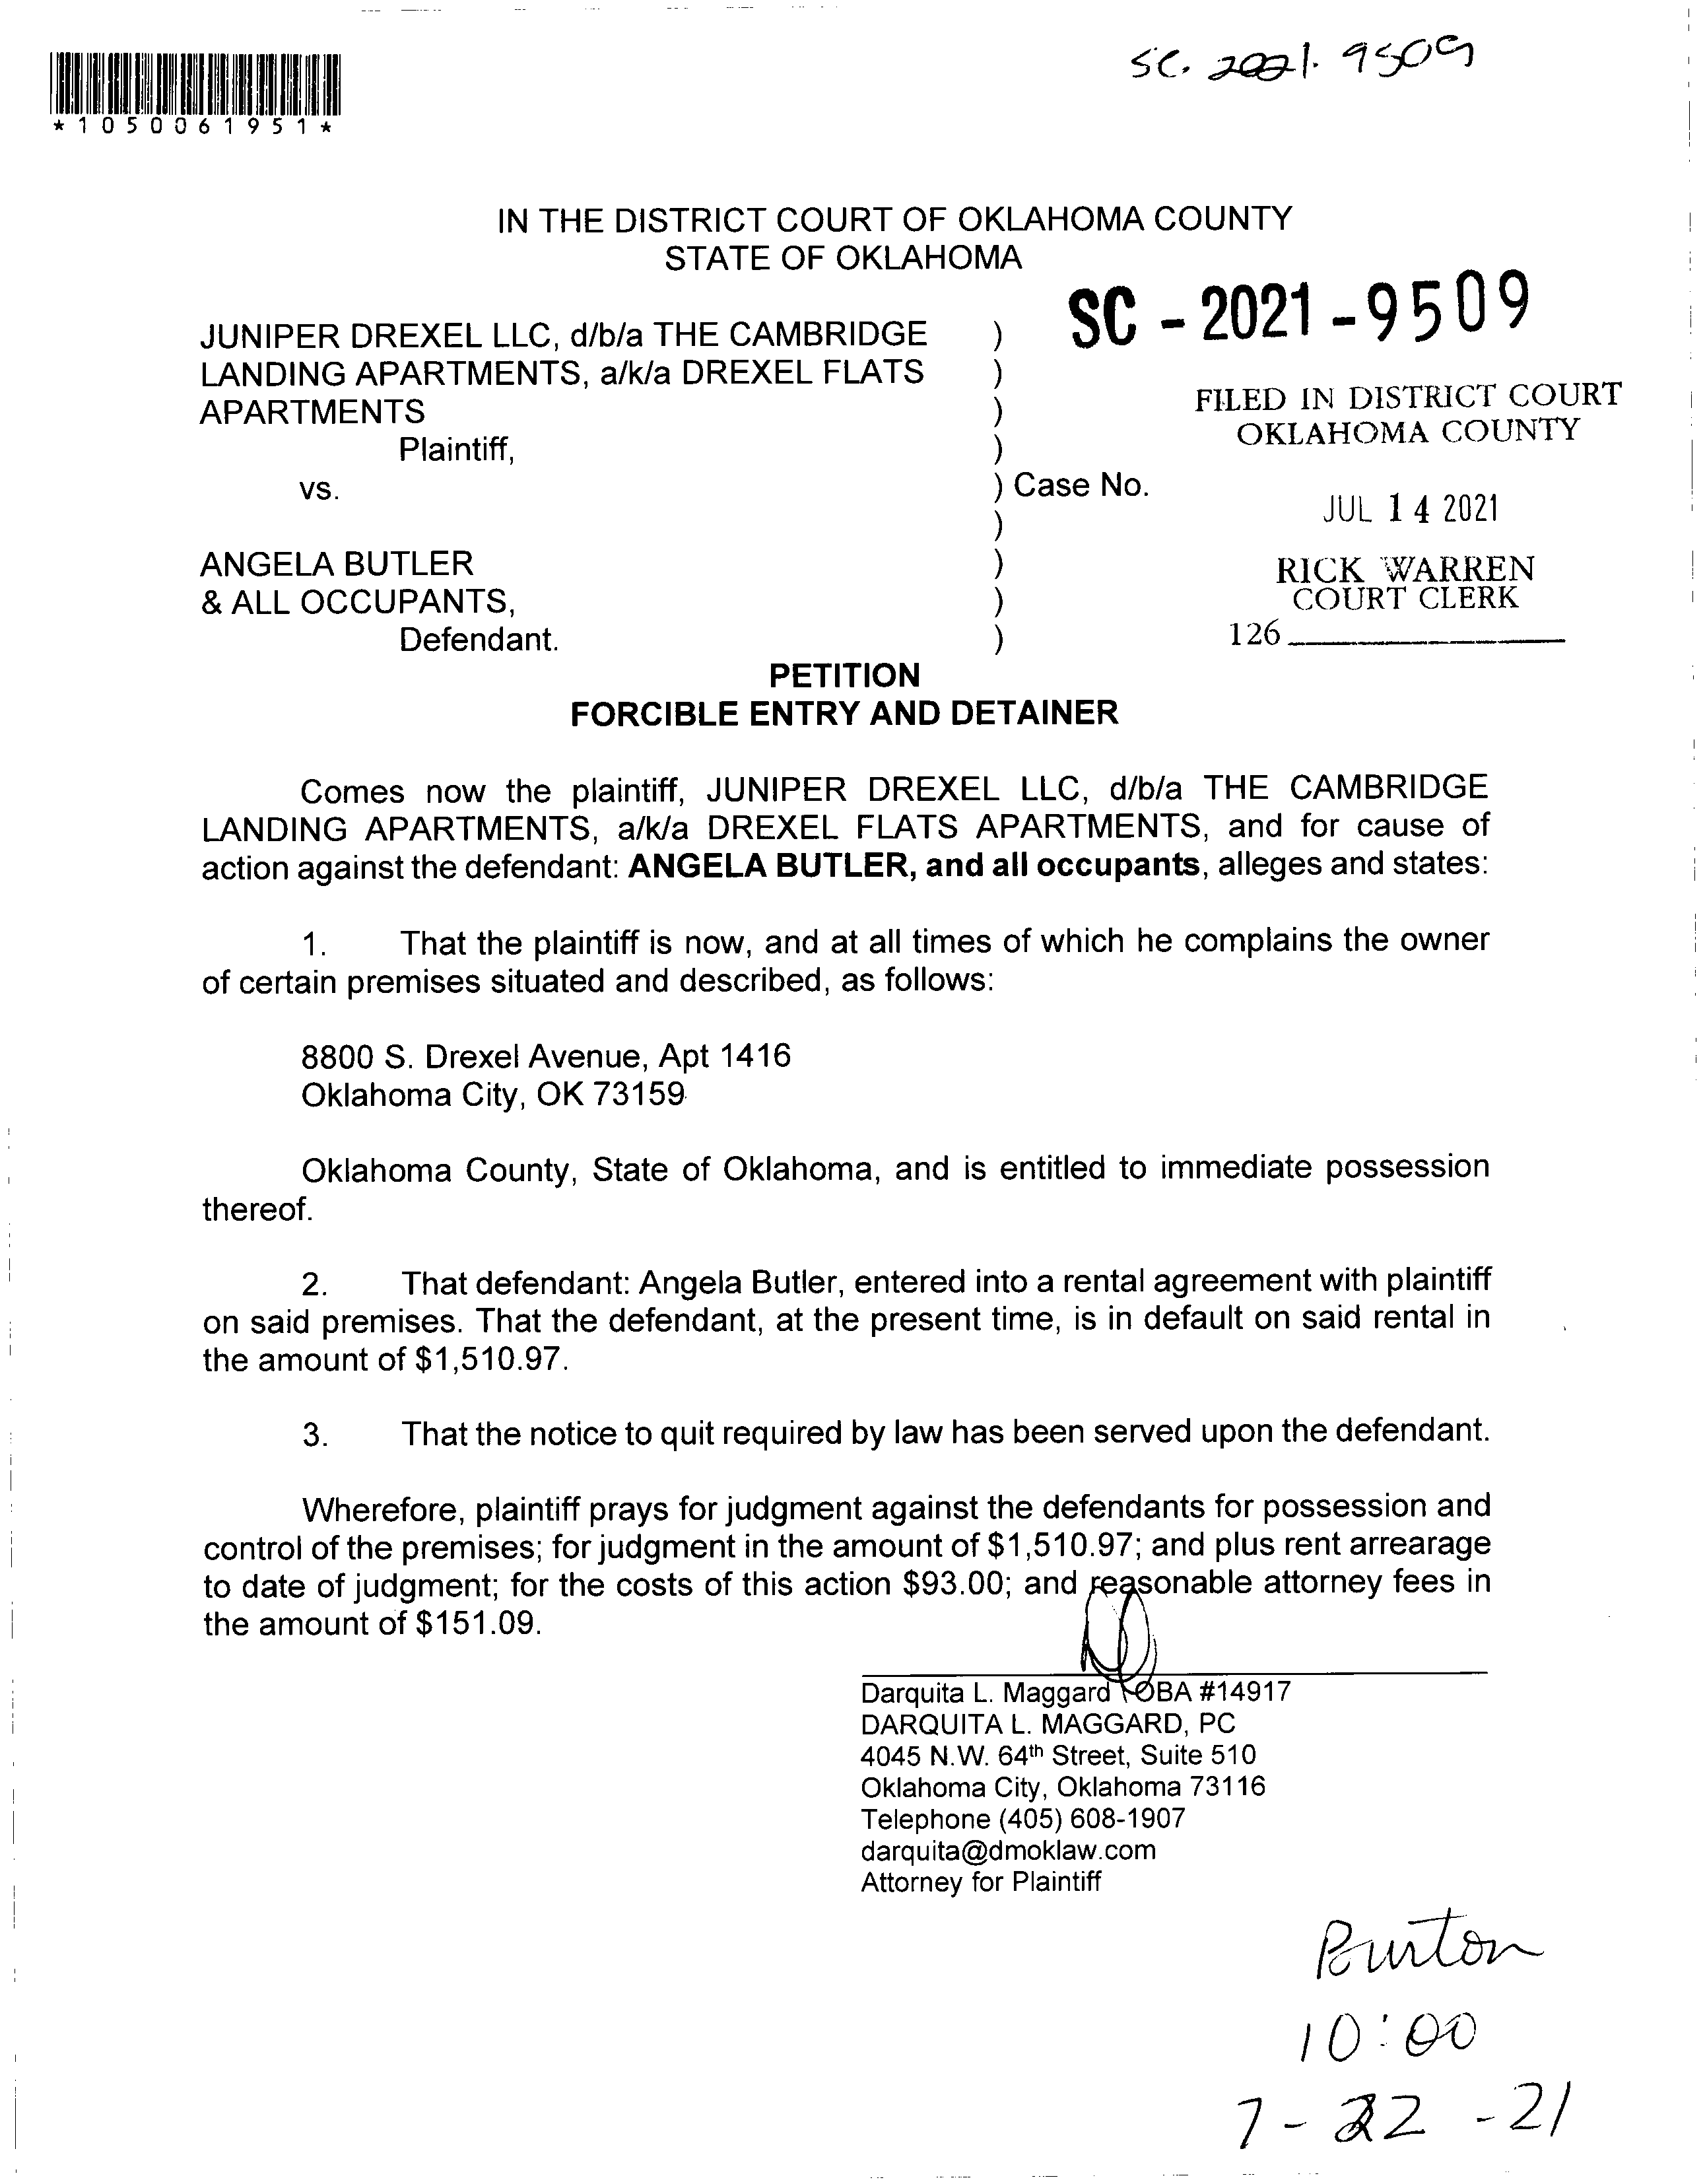 SC. 2021. 9509
*1050061951*
IN THE DISTRICT COURT OF OKLAHOMA COUNTY
STATE OF OKLAHOMA
SC - 2021 - 9509
JUNIPER DREXEL LLC, d/b/a THE CAMBRIDGE )
LANDING APARTMENTS, a/k/a DREXEL FLATS )
APARTMENTS )
Plaintiff, )
vs. ) Case No.
)
ANGELA BUTLER )
& ALL OCCUPANTS, )
Defendant. )
FILED IN DISTRICT COURT
OKLAHOMA COUNTY
JUL 14 2021
RICK WARREN
COURT CLERK
126
PETITION
FORCIBLE ENTRY AND DETAINER
Comes now the plaintiff, JUNIPER DREXEL LLC, d/b/a THE CAMBRIDGE
LANDING APARTMENTS, a/k/a DREXEL FLATS APARTMENTS, and for cause of
action against the defendant: ANGELA BUTLER, and all occupants, alleges and states:
1. That the plaintiff is now, and at all times of which he complains the owner
of certain premises situated and described, as follows:
8800 S. Drexel Avenue, Apt 1416
Oklahoma City, OK 73159
Oklahoma County, State of Oklahoma, and is entitled to immediate possession
thereof.
2. That defendant: Angela Butler, entered into a rental agreement with plaintiff
on said premises. That the defendant, at the present time, is in default on said rental in
the amount of $1,510.97.
3. That the notice to quit required by law has been served upon the defendant.
Wherefore, plaintiff prays for judgment against the defendants for possession and
control of the premises; for judgment in the amount of $1,510.97; and plus rent arrearage
to date of judgment; for the costs of this action $93.00; and reasonable attorney fees in
the amount of $151.09.
Darquita L. Maggard OBA #14917
DARQUITA L. MAGGARD, PC
4045 N.W. 64th Street, Suite 510
Oklahoma City, Oklahoma 73116
Telephone (405) 608-1907
darquita@dmoklaw.com
Attorney for Plaintiff
Burton
10:00
7-22-21